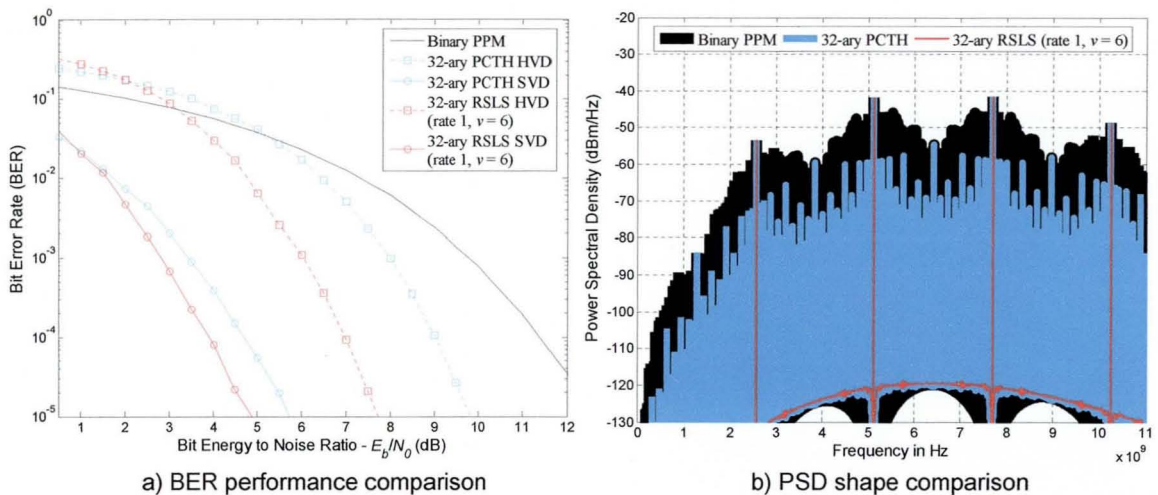 10^0
10^-1
10^-2
10^-3
10^-4
10^-5
Bit Error Rate (BER)
Binary PPM
32-ary PCTH HVD
32-ary PCTH SVD
32-ary RSLS HVD
(rate 1, v = 6)
32-ary RSLS SVD
(rate 1, v = 6)
1 2 3 4 5 6 7 8 9 10 11 12
Bit Energy to Noise Ratio - E_b/N_0 (dB)
a) BER performance comparison
-20
-40
-50
-60
-70
-80
-90
-100
-110
-120
-130
Power Spectral Density (dBm/Hz)
Binary PPM 32-ary PCTH 32-ary RSLS (rate 1, v = 6)
0 1 2 3 4 5 6 7 8 9 10 11
Frequency in Hz
x 10^9
b) PSD shape comparison